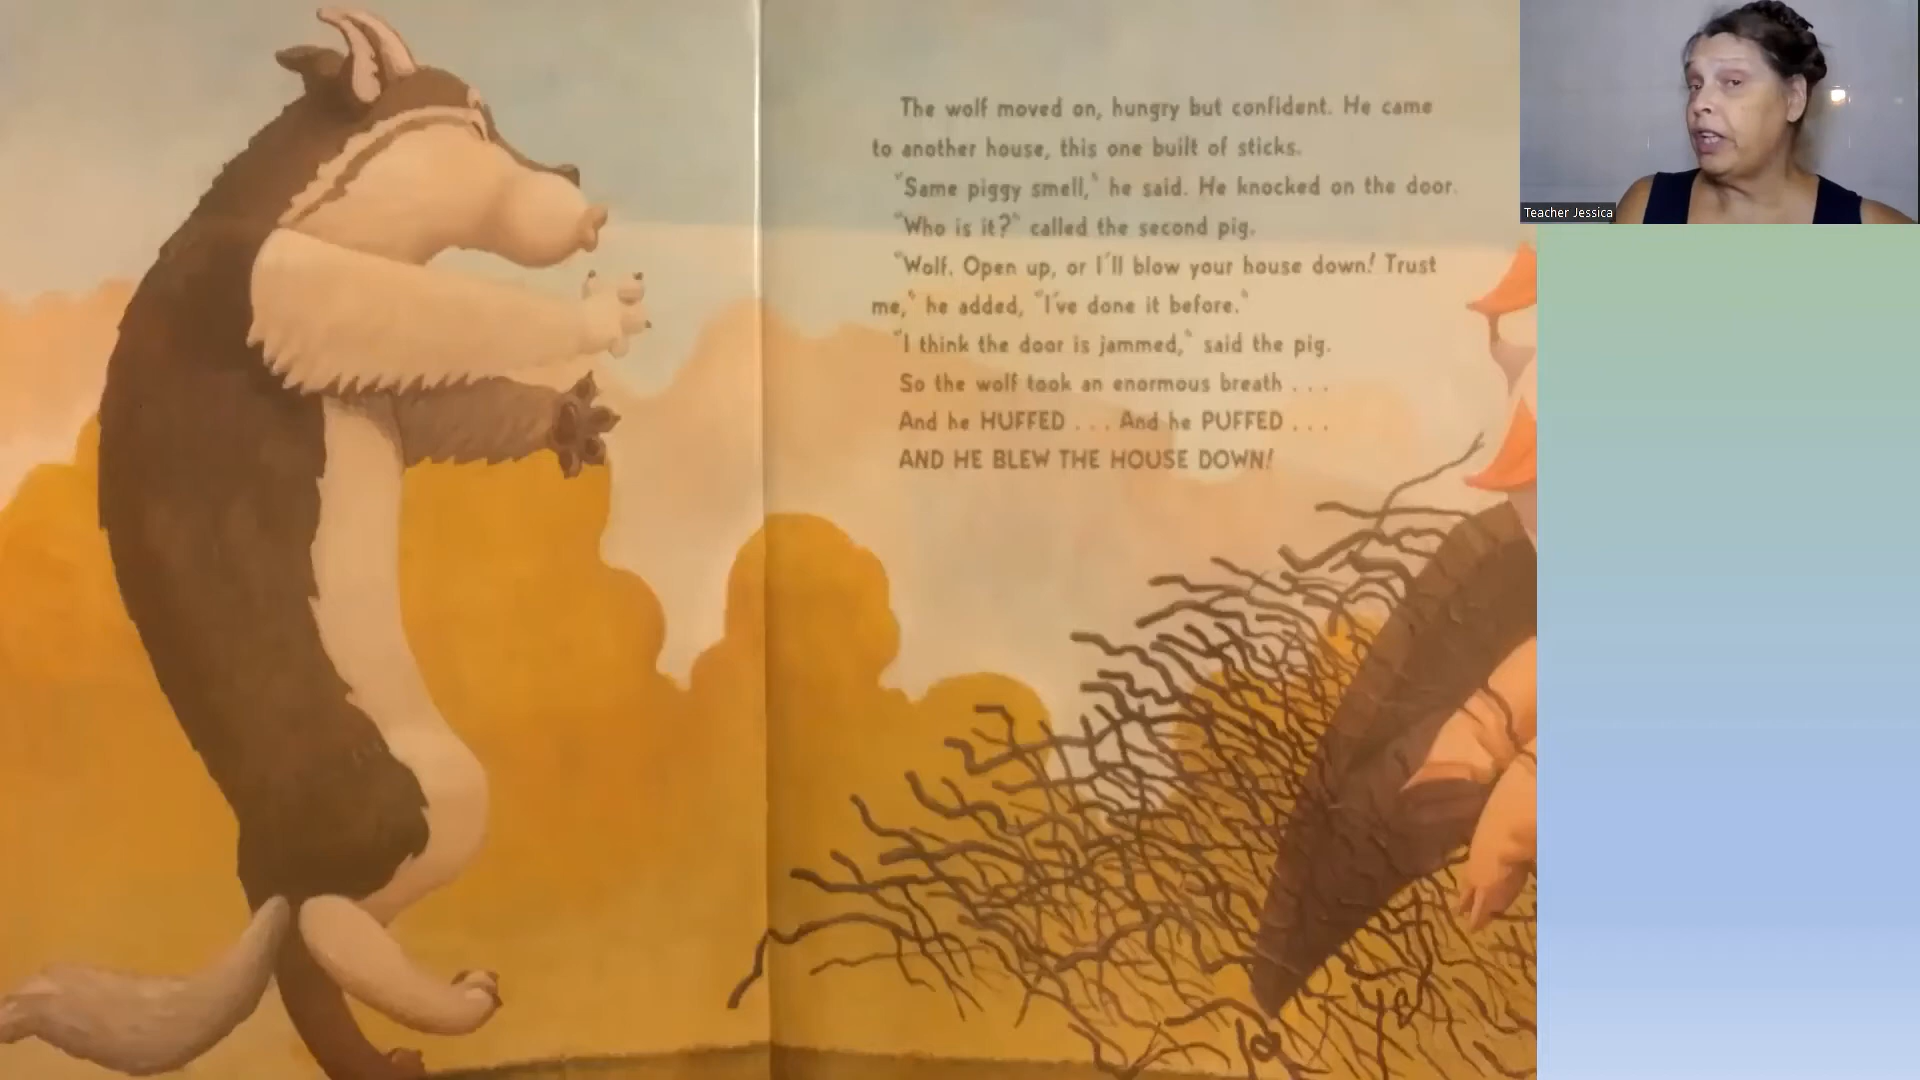 The wolf moved on, hungry but confident. He came
to another house, this one built of sticks.
"Same piggy smell," he said. He knocked on the door.
"Who is it?" called the second pig.
"Wolf. Open up, or I'll blow your house down! Trust
me," he added, "I've done it before."
"I think the door is jammed," said the pig.
So the wolf took an enormous breath . . .
And he HUFFED . . . And he PUFFED . . .
AND HE BLEW THE HOUSE DOWN!
Teacher Jessica